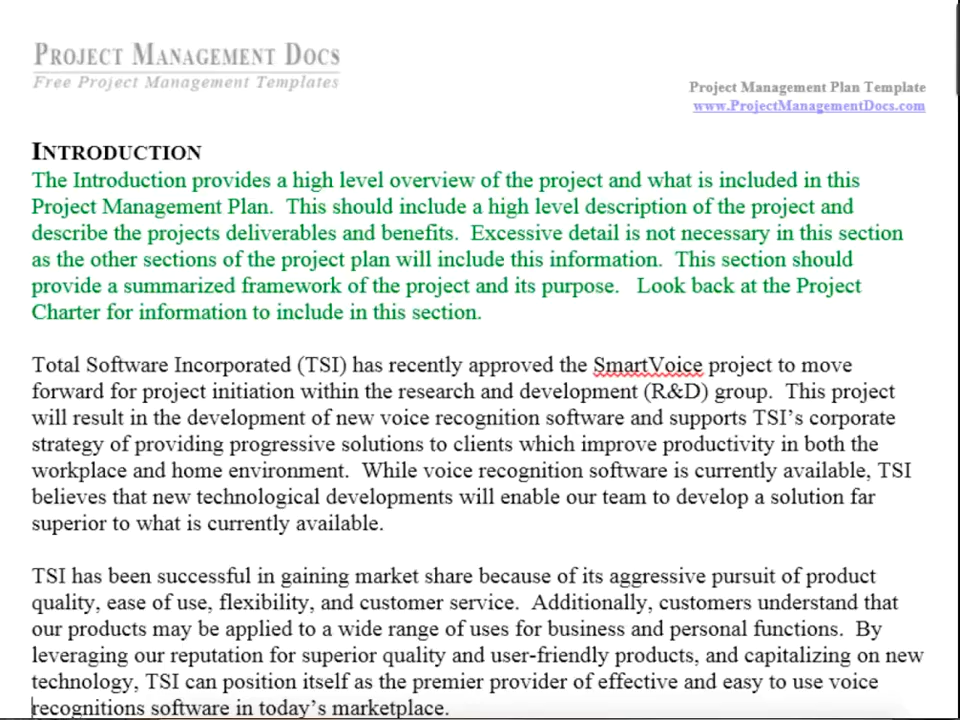 PROJECT MANAGEMENT DOCS
Free Project Management Templates
Project Management Plan Template
www.ProjectManagementDocs.com
INTRODUCTION
The Introduction provides a high level overview of the project and what is included in this
Project Management Plan.  This should include a high level description of the project and
describe the projects deliverables and benefits.  Excessive detail is not necessary in this section
as the other sections of the project plan will include this information.  This section should
provide a summarized framework of the project and its purpose.   Look back at the Project
Charter for information to include in this section.
Total Software Incorporated (TSI) has recently approved the SmartVoice project to move
forward for project initiation within the research and development (R&D) group.  This project
will result in the development of new voice recognition software and supports TSI's corporate
strategy of providing progressive solutions to clients which improve productivity in both the
workplace and home environment.  While voice recognition software is currently available, TSI
believes that new technological developments will enable our team to develop a solution far
superior to what is currently available.
TSI has been successful in gaining market share because of its aggressive pursuit of product
quality, ease of use, flexibility, and customer service.  Additionally, customers understand that
our products may be applied to a wide range of uses for business and personal functions.  By
leveraging our reputation for superior quality and user-friendly products, and capitalizing on new
technology, TSI can position itself as the premier provider of effective and easy to use voice
recognitions software in today's marketplace.